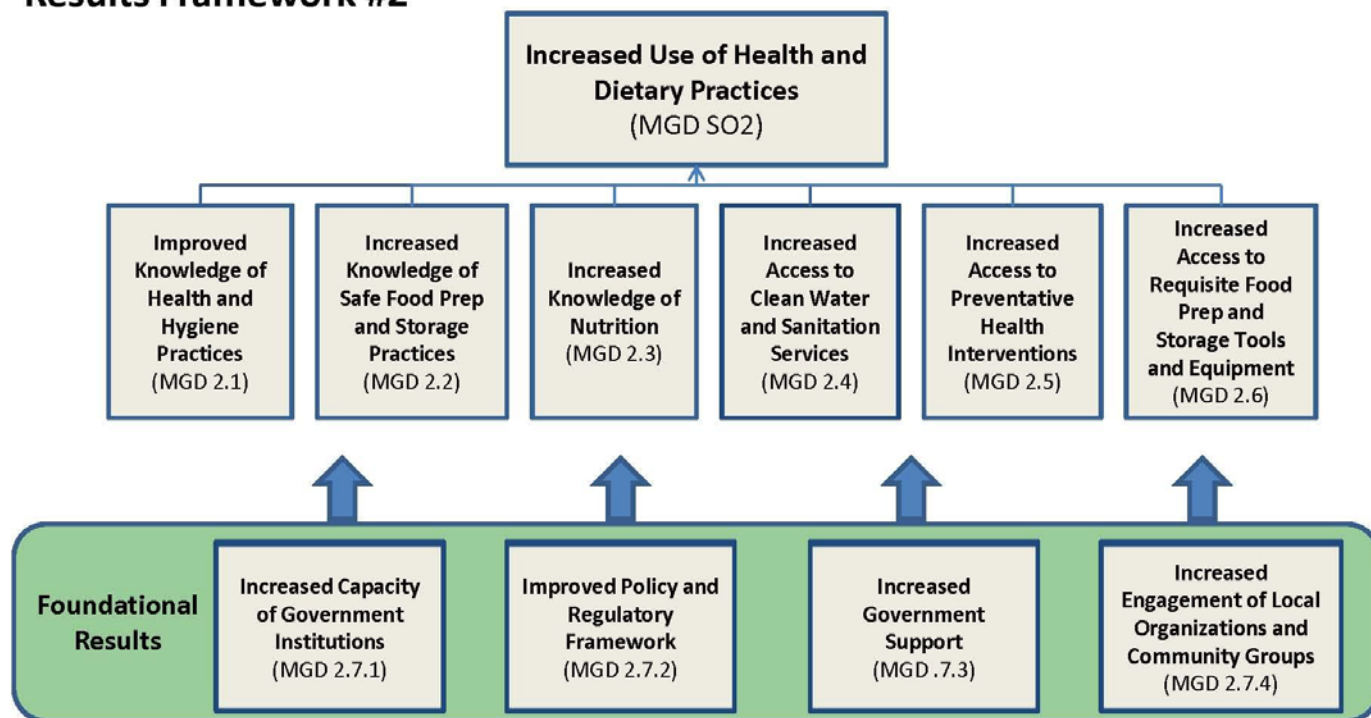 Results Framework #2
Increased Use of Health and
Dietary Practices
(MGD SO2)
Improved
Knowledge of
Health and
Hygiene
Practices
(MGD 2.1)
Increased
Knowledge of
Safe Food Prep
and Storage
Practices
(MGD 2.2)
Increased
Knowledge of
Nutrition
(MGD 2.3)
Increased
Access to
Clean Water
and Sanitation
Services
(MGD 2.4)
Increased
Access to
Preventative
Health
Interventions
(MGD 2.5)
Increased
Access to
Requisite Food
Prep and
Storage Tools
and Equipment
(MGD 2.6)
Foundational
Results
Increased Capacity
of Government
Institutions
(MGD 2.7.1)
Improved Policy and
Regulatory
Framework
(MGD 2.7.2)
Increased
Government
Support
(MGD .7.3)
Increased
Engagement of Local
Organizations and
Community Groups
(MGD 2.7.4)